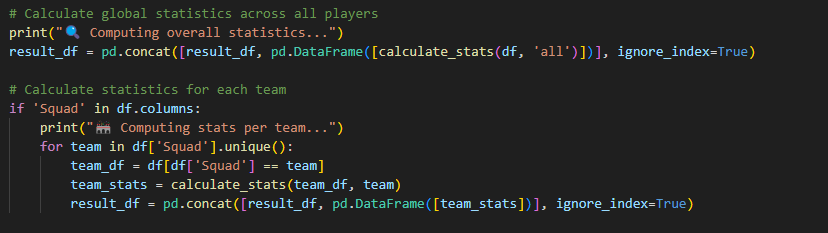 # Calculate global statistics across all players
print("🔍 Computing overall statistics...")
result_df = pd.concat([result_df, pd.DataFrame([calculate_stats(df, 'all')])], ignore_index=True)
# Calculate statistics for each team
if 'Squad' in df.columns:
print("🏟 Computing stats per team...")
for team in df['Squad'].unique():
team_df = df[df['Squad'] == team]
team_stats = calculate_stats(team_df, team)
result_df = pd.concat([result_df, pd.DataFrame([team_stats])], ignore_index=True)